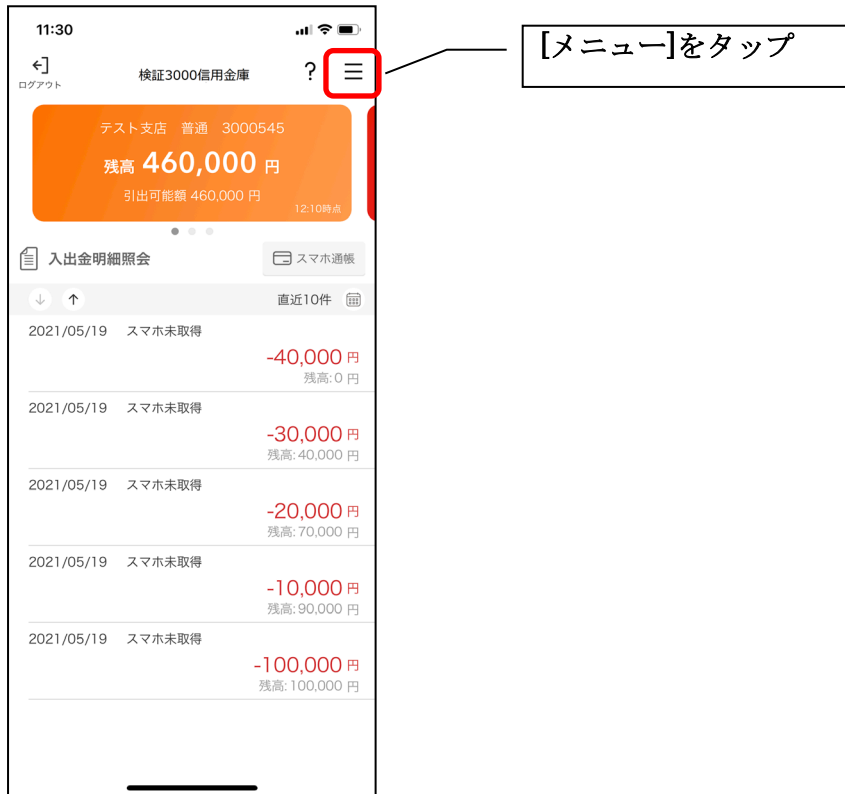 11:30
ログアウト
検証3000信用金庫
?
[メニュー]をタップ
テスト支店 普通 3000545
残高 460,000 円
引出可能額 460,000 円
12:10時点
入出金明細照会
スマホ通帳
↓ ↑
直近10件
2021/05/19 スマホ未取得
-40,000 円
残高:0 円
2021/05/19 スマホ未取得
-30,000 円
残高:40,000 円
2021/05/19 スマホ未取得
-20,000 円
残高:70,000 円
2021/05/19 スマホ未取得
-10,000 円
残高:90,000 円
2021/05/19 スマホ未取得
-100,000 円
残高:100,000 円